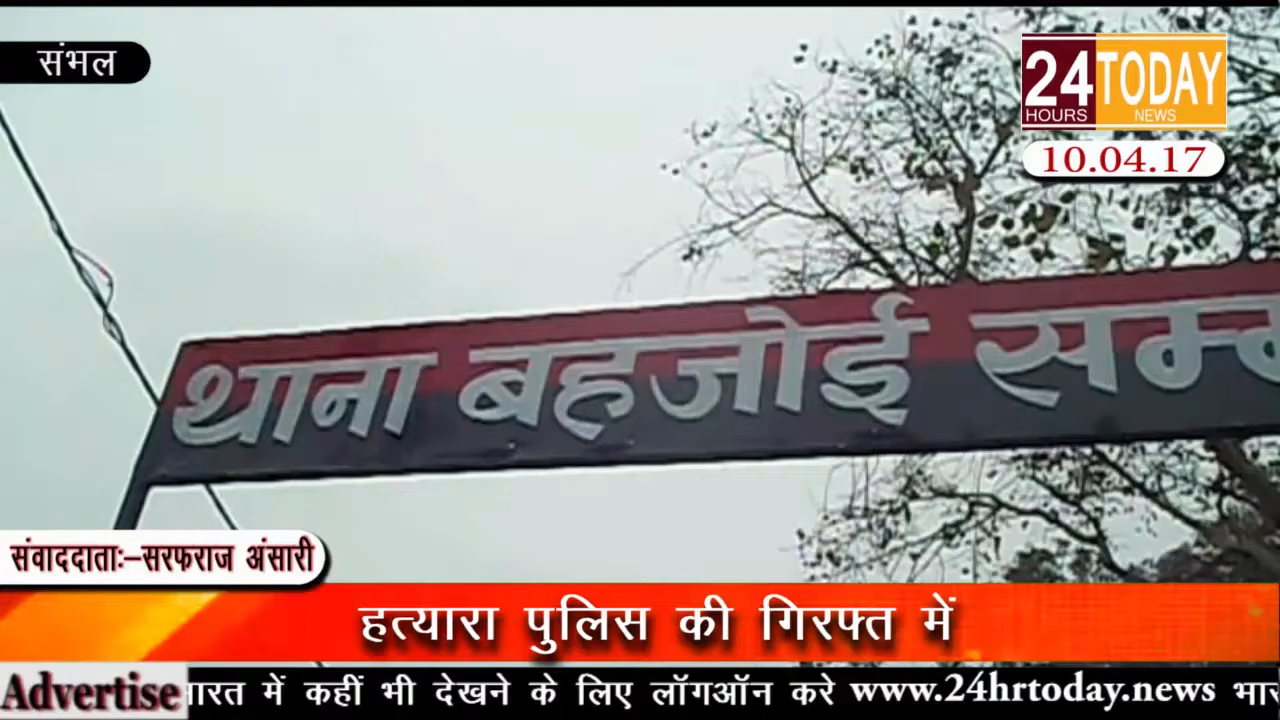 संभल
24 TODAY
HOURS NEWS
10.04.17
थाना बहजोई
संवाददाताः-सरफराज अंसारी
हत्यारा पुलिस की गिरफ्त में
Advertise में कहीं भी देखने के लिए लॉगऑन करे www.24hrtoday.news